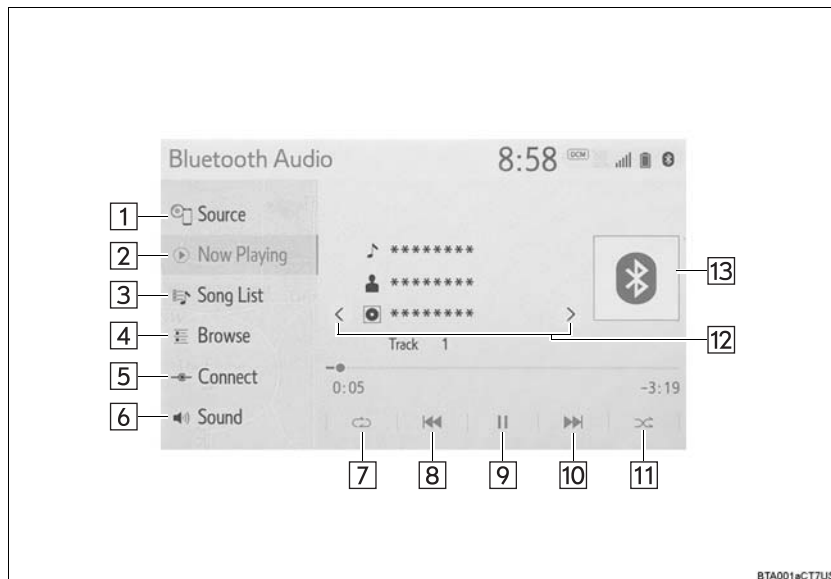 Bluetooth Audio 8:58 DCM
1 Source
2 Now Playing
3 Song List
4 Browse
5 Connect
6 Sound
********
********
********
Track 1
0:05 -3:19
7 8 9 10 11
12
13
BTA001aCT7US